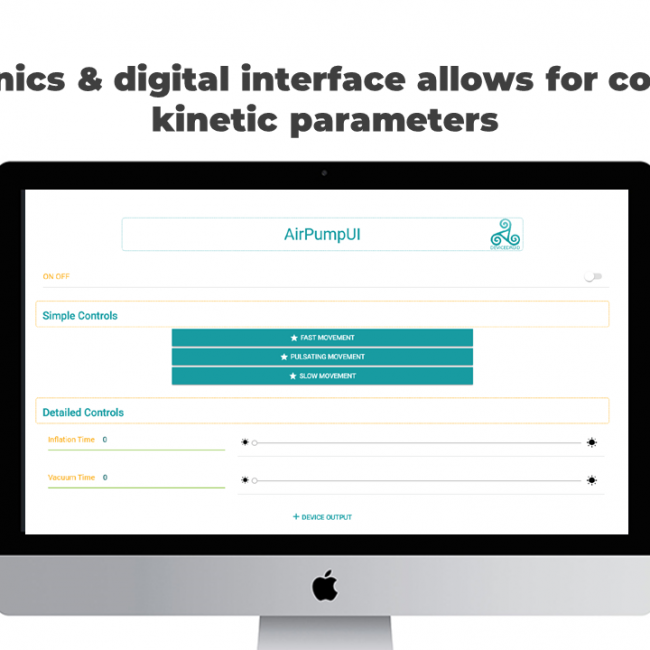 nics & digital interface allows for co
kinetic parameters
AirPumpUI
ON OFF
Simple Controls
FAST MOVEMENT
PULSATING MOVEMENT
SLOW MOVEMENT
Detailed Controls
Inflation Time 0
Vacuum Time 0
+ DEVICE OUTPUT